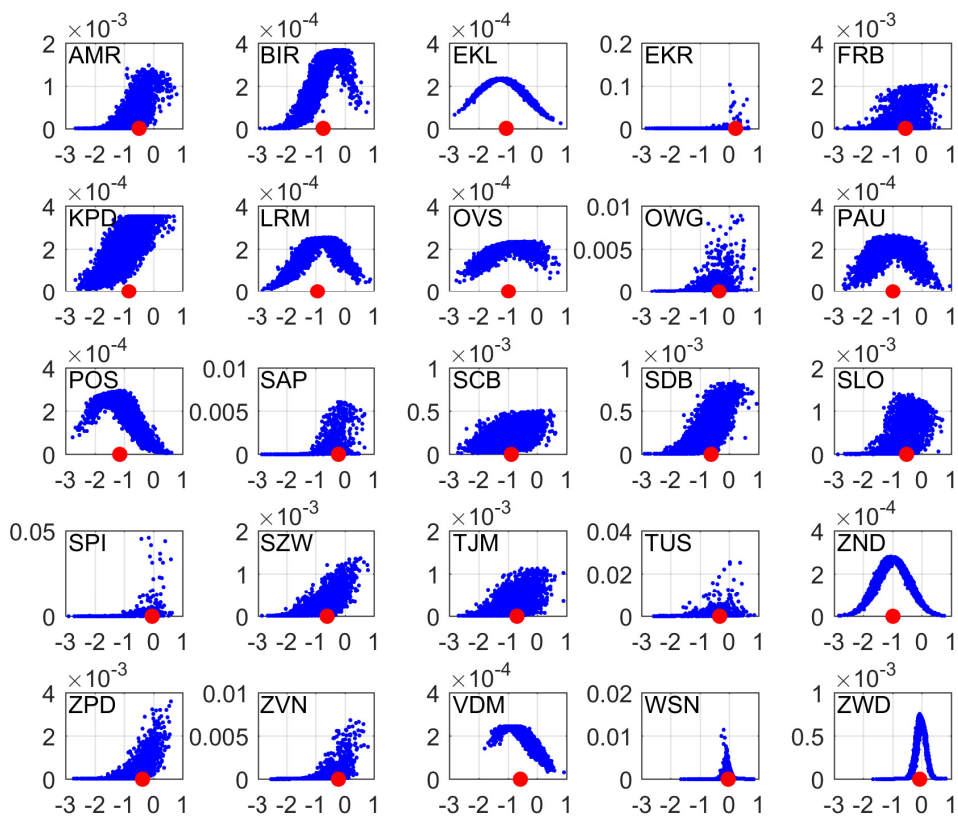 ×10⁻³ ×10⁻⁴ ×10⁻⁴ ×10⁻³
2 4 4 0.2 4
AMR BIR EKL EKR FRB
1 2 2 0.1 2
0 0 0 0 0
-3 -2 -1 0 1 -3 -2 -1 0 1 -3 -2 -1 0 1 -3 -2 -1 0 1 -3 -2 -1 0 1
×10⁻⁴ ×10⁻⁴ ×10⁻⁴ ×10⁻⁴
4 4 4 0.01 4
KPD LRM OVS OWG PAU
2 2 2 0.005 2
0 0 0 0 0
-3 -2 -1 0 1 -3 -2 -1 0 1 -3 -2 -1 0 1 -3 -2 -1 0 1 -3 -2 -1 0 1
×10⁻⁴ ×10⁻³ ×10⁻³ ×10⁻³
4 0.01 1 1 2
POS SAP SCB SDB SLO
2 0.005 0.5 0.5 1
0 0 0 0 0
-3 -2 -1 0 1 -3 -2 -1 0 1 -3 -2 -1 0 1 -3 -2 -1 0 1 -3 -2 -1 0 1
×10⁻³ ×10⁻³ ×10⁻⁴
0.05 2 2 0.04 4
SPI SZW TJM TUS ZND
1 1 0.02 2
0 0 0 0 0
-3 -2 -1 0 1 -3 -2 -1 0 1 -3 -2 -1 0 1 -3 -2 -1 0 1 -3 -2 -1 0 1
×10⁻³ ×10⁻⁴ ×10⁻³
4 0.01 4 0.02 1
ZPD ZVN VDM WSN ZWD
2 0.005 2 0.01 0.5
0 0 0 0 0
-3 -2 -1 0 1 -3 -2 -1 0 1 -3 -2 -1 0 1 -3 -2 -1 0 1 -3 -2 -1 0 1